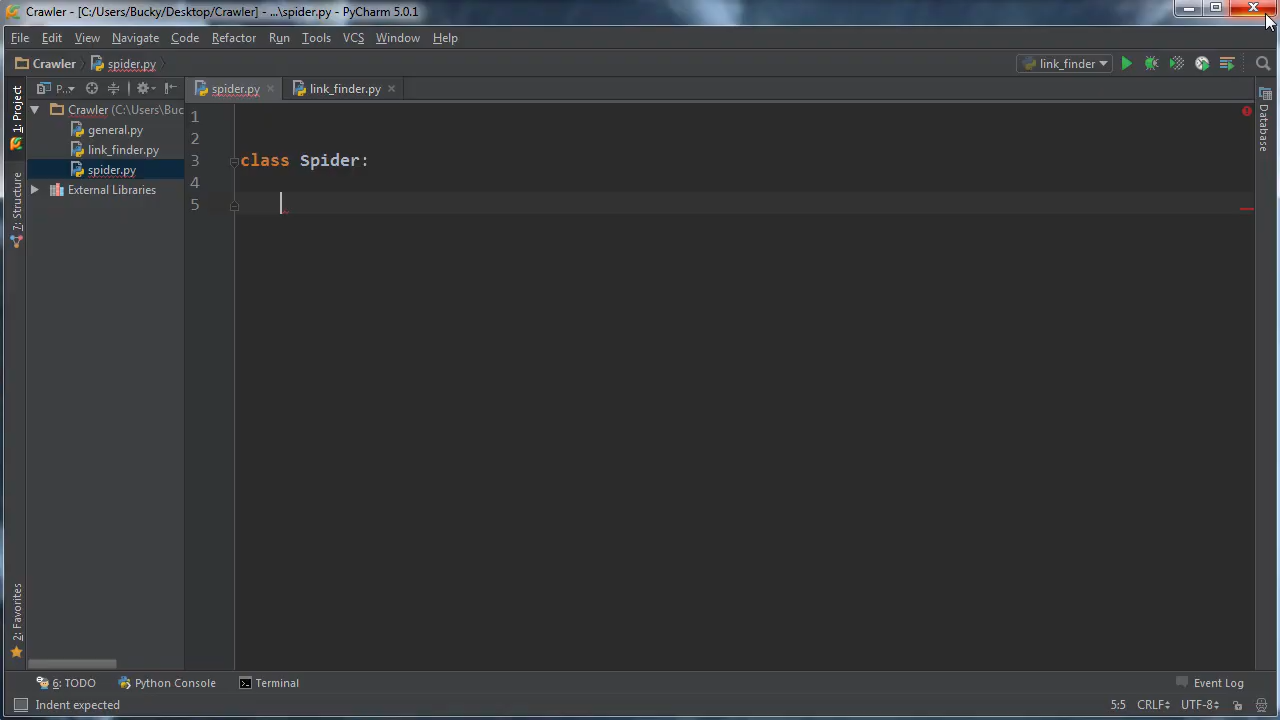 Crawler - [C:/Users/Bucky/Desktop/Crawler] - ...\spider.py - PyCharm 5.0.1
File Edit View Navigate Code Refactor Run Tools VCS Window Help
Crawler spider.py link_finder
1: Project P.. spider.py link_finder.py
Crawler (C:\Users\Buc
general.py
link_finder.py
spider.py
External Libraries
7: Structure
2: Favorites
1
2
3 class Spider:
4
5
Database
6: TODO Python Console Terminal Event Log
Indent expected 5:5 CRLF UTF-8